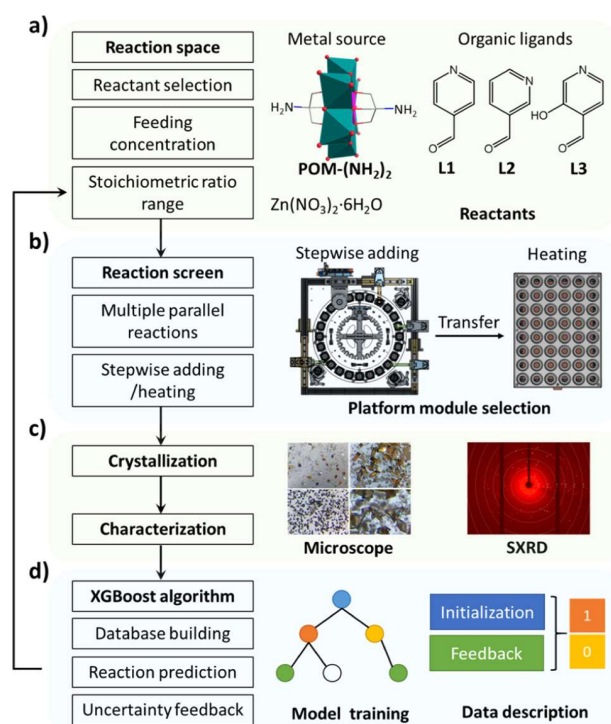 a)
Reaction space
Reactant selection
Feeding
concentration
Stoichiometric ratio
range
Metal source
H₂N
NH₂
POM-(NH₂)₂
Zn(NO₃)₂·6H₂O
Organic ligands
N
N
N
HO
O
O
O
L1
L2
L3
Reactants
b)
Reaction screen
Multiple parallel
reactions
Stepwise adding
/heating
Stepwise adding
Transfer
Heating
Platform module selection
c)
Crystallization
Characterization
Microscope
SXRD
d)
XGBoost algorithm
Database building
Reaction prediction
Uncertainty feedback
Model training
Initialization
Feedback
1
0
Data description